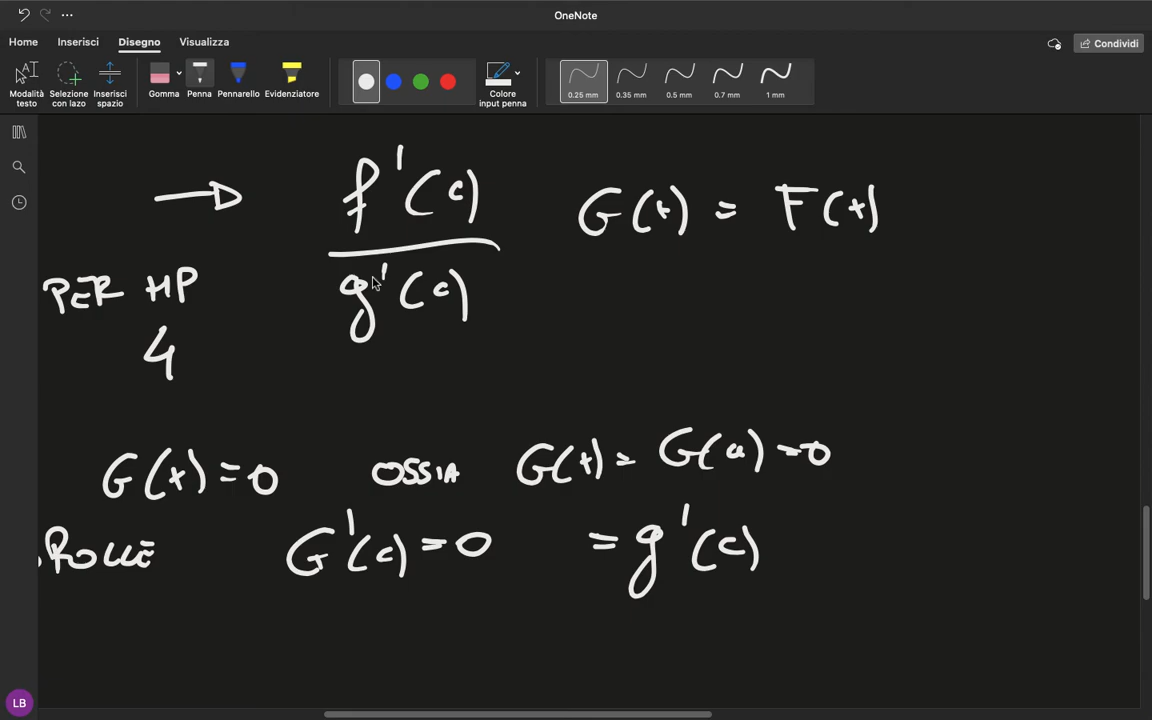 OneNote
Home Inserisci Disegno Visualizza
Condividi
Modalità testo
Selezione con lazo
Inserisci spazio
Gomma
Penna
Pennarello
Evidenziatore
Colore input penna
0.25 mm 0.35 mm 0.5 mm 0.7 mm 1 mm
→ f'(c) G(x) = F(x)
PER HP g'(c)
4
G(x) = 0 OSSIA G(x) = G(a) = 0
ROLLE G'(c) = 0 = g'(c)
LB